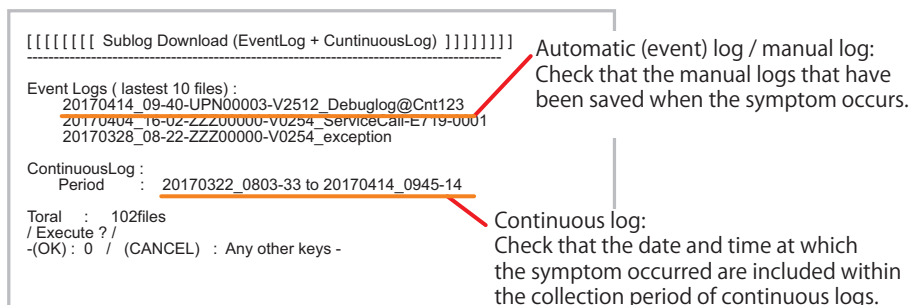 [ [ [ [ [ [ [ [ Sublog Download (EventLog + CuntinuousLog) ] ] ] ] ] ] ] ]
--------------------------------------------------------------------------------------------
Event Logs ( lastest 10 files) :
20170414_09-40-UPN00003-V2512_Debuglog@Cnt123
20170404_16-02-ZZZ00000-V0254_ServiceCall-E719-0001
20170328_08-22-ZZZ00000-V0254_exception
ContinuousLog :
Period : 20170322_0803-33 to 20170414_0945-14
Toral : 102files
/ Execute ? /
-(OK) : 0 / (CANCEL) : Any other keys -
Automatic (event) log / manual log:
Check that the manual logs that have
been saved when the symptom occurs.
Continuous log:
Check that the date and time at which
the symptom occurred are included within
the collection period of continuous logs.